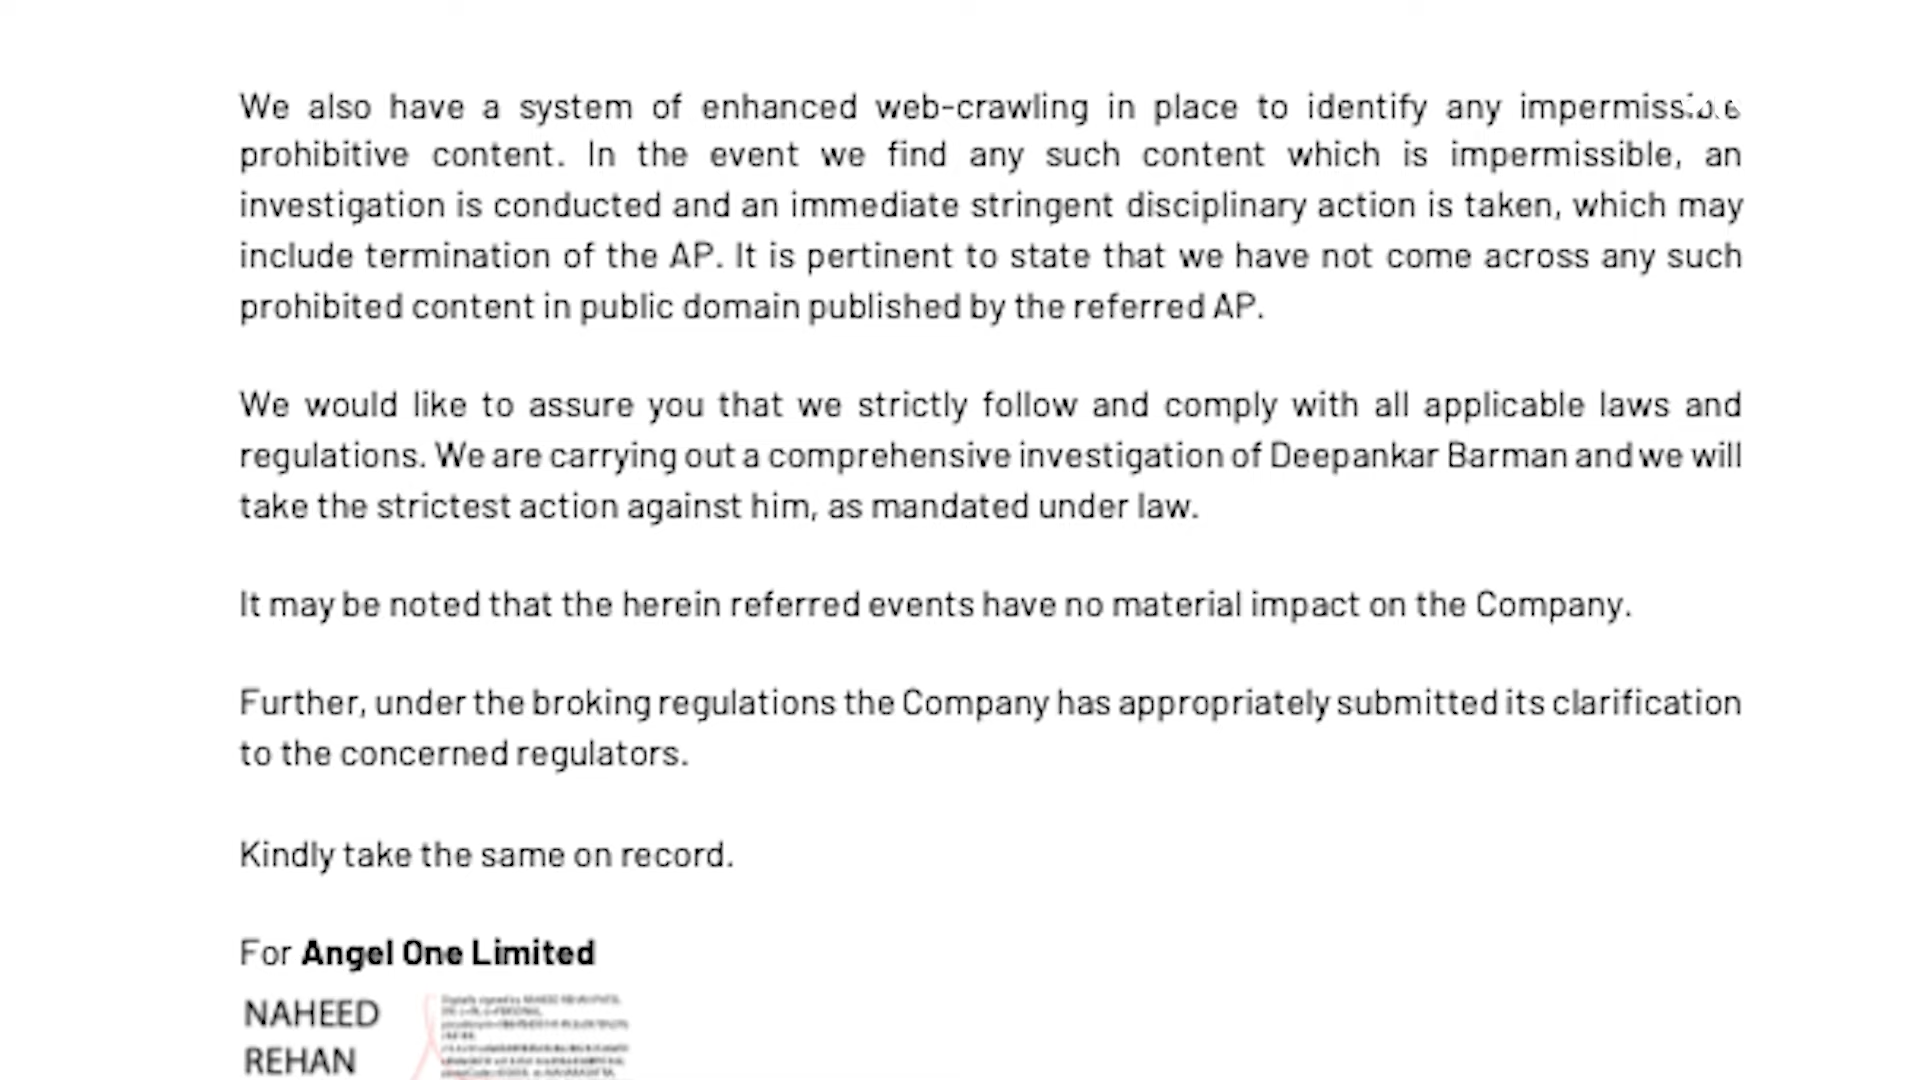 We also have a system of enhanced web-crawling in place to identify any
prohibitive content. In the event we find any such content which is impermissible, an
investigation is conducted and an immediate stringent disciplinary action is taken, which may
include termination of the AP. It is pertinent to state that we have not come across any such
prohibited content in public domain published by the referred AP.
We would like to assure you that we strictly follow and comply with all applicable laws and
regulations. We are carrying out a comprehensive investigation of Deepankar Barman and we will
take the strictest action against him, as mandated under law.
It may be noted that the herein referred events have no material impact on the Company.
Further, under the broking regulations the Company has appropriately submitted its clarification
to the concerned regulators.
Kindly take the same on record.
For Angel One Limited
NAHEED
REHAN